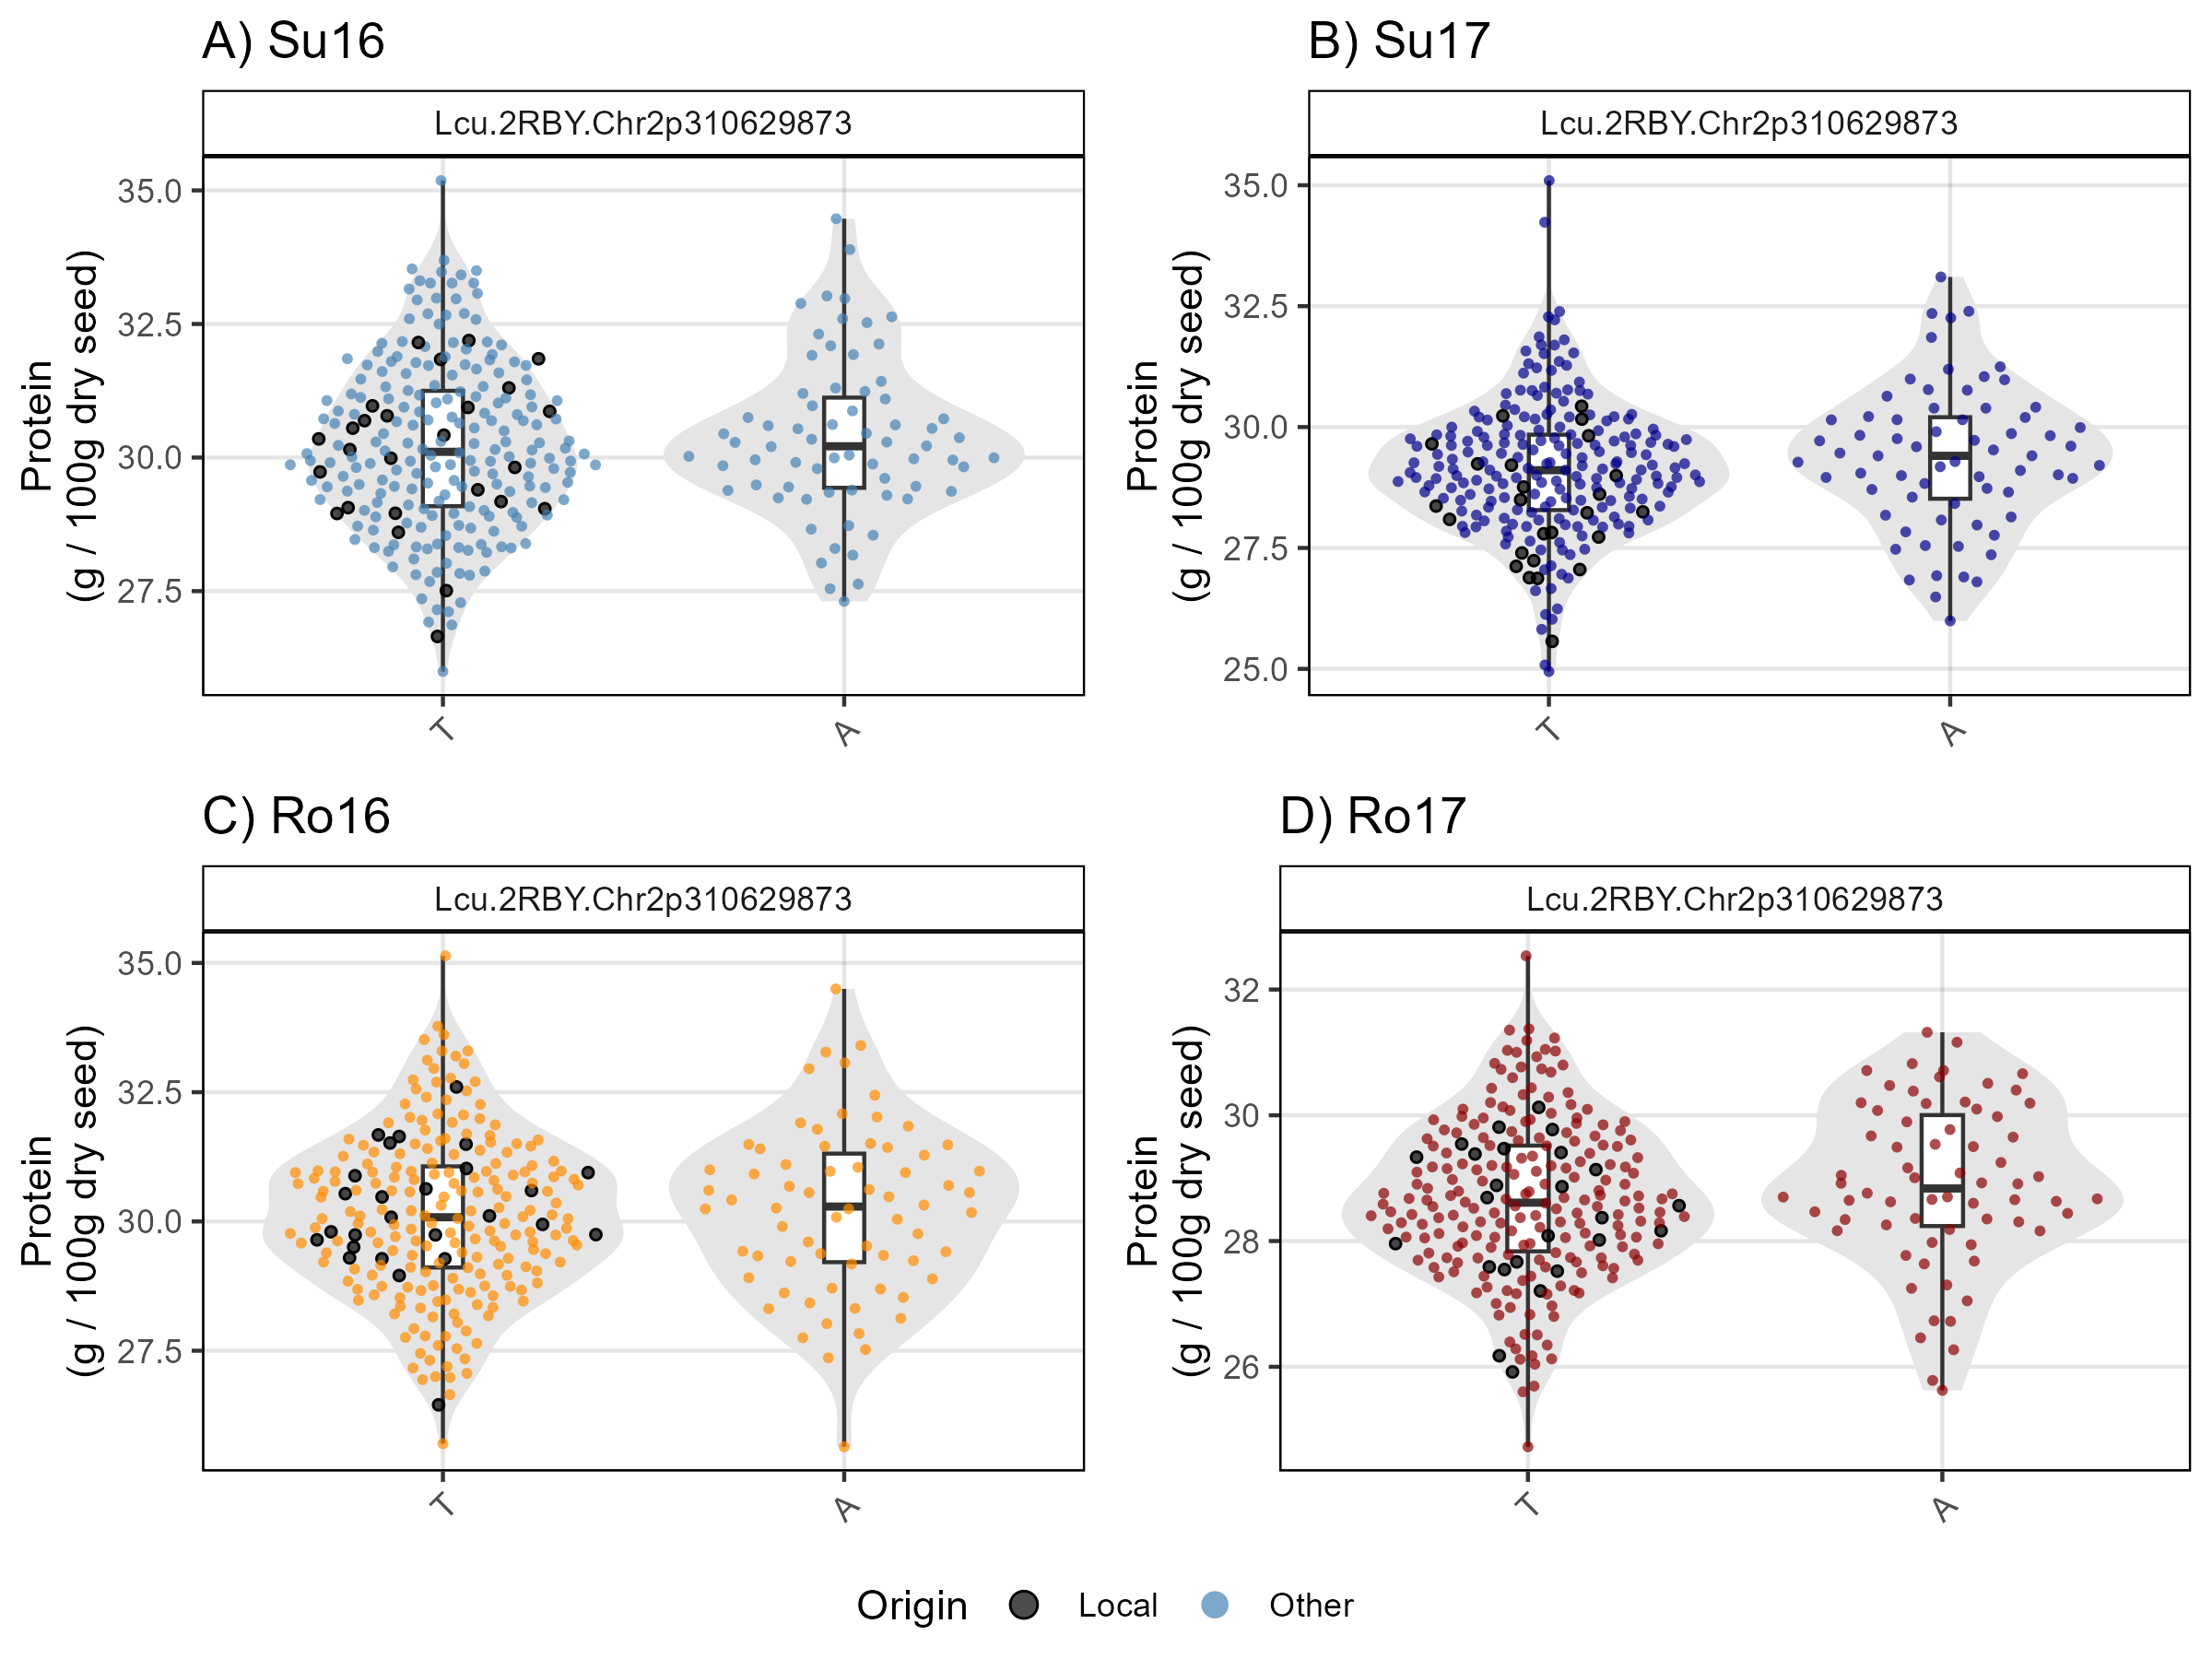 A) Su16
Lcu.2RBY.Chr2p310629873
Protein
(g / 100g dry seed)
35.0
32.5
30.0
27.5
T
A
B) Su17
Lcu.2RBY.Chr2p310629873
Protein
(g / 100g dry seed)
35.0
32.5
30.0
27.5
25.0
T
A
C) Ro16
Lcu.2RBY.Chr2p310629873
Protein
(g / 100g dry seed)
35.0
32.5
30.0
27.5
T
A
D) Ro17
Lcu.2RBY.Chr2p310629873
Protein
(g / 100g dry seed)
32
30
28
26
T
A
Origin Local Other